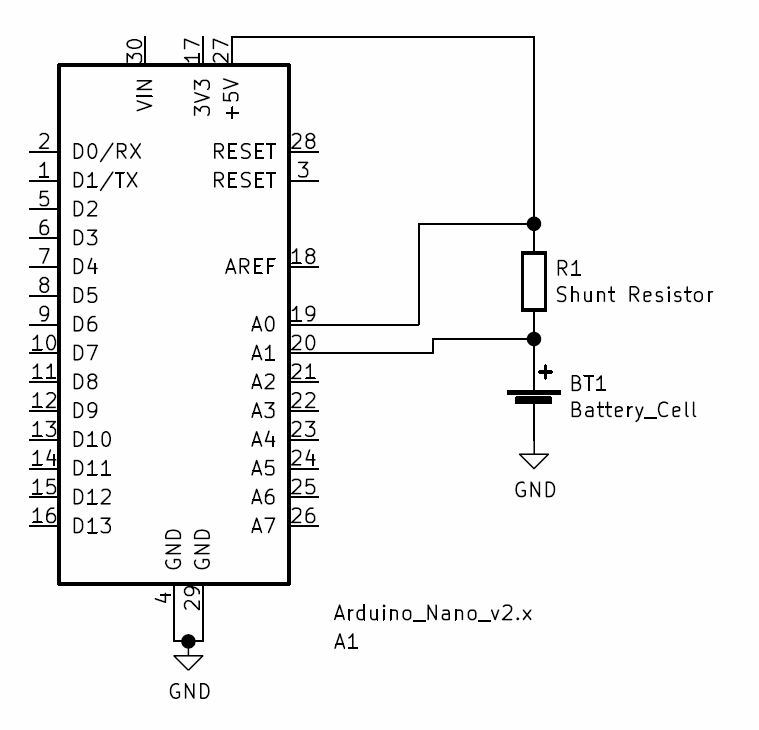 30 17 27
VIN 3V3 +5V
2 D0/RX RESET 28
1 D1/TX RESET 3
5 D2
6 D3
7 D4 AREF 18
8 D5
9 D6 A0 19
10 D7 A1 20
11 D8 A2 21
12 D9 A3 22
13 D10 A4 23
14 D11 A5 24
15 D12 A6 25
16 D13 A7 26
GND GND
4 29
GND
Arduino_Nano_v2.x
A1
R1
Shunt Resistor
+
BT1
Battery_Cell
GND